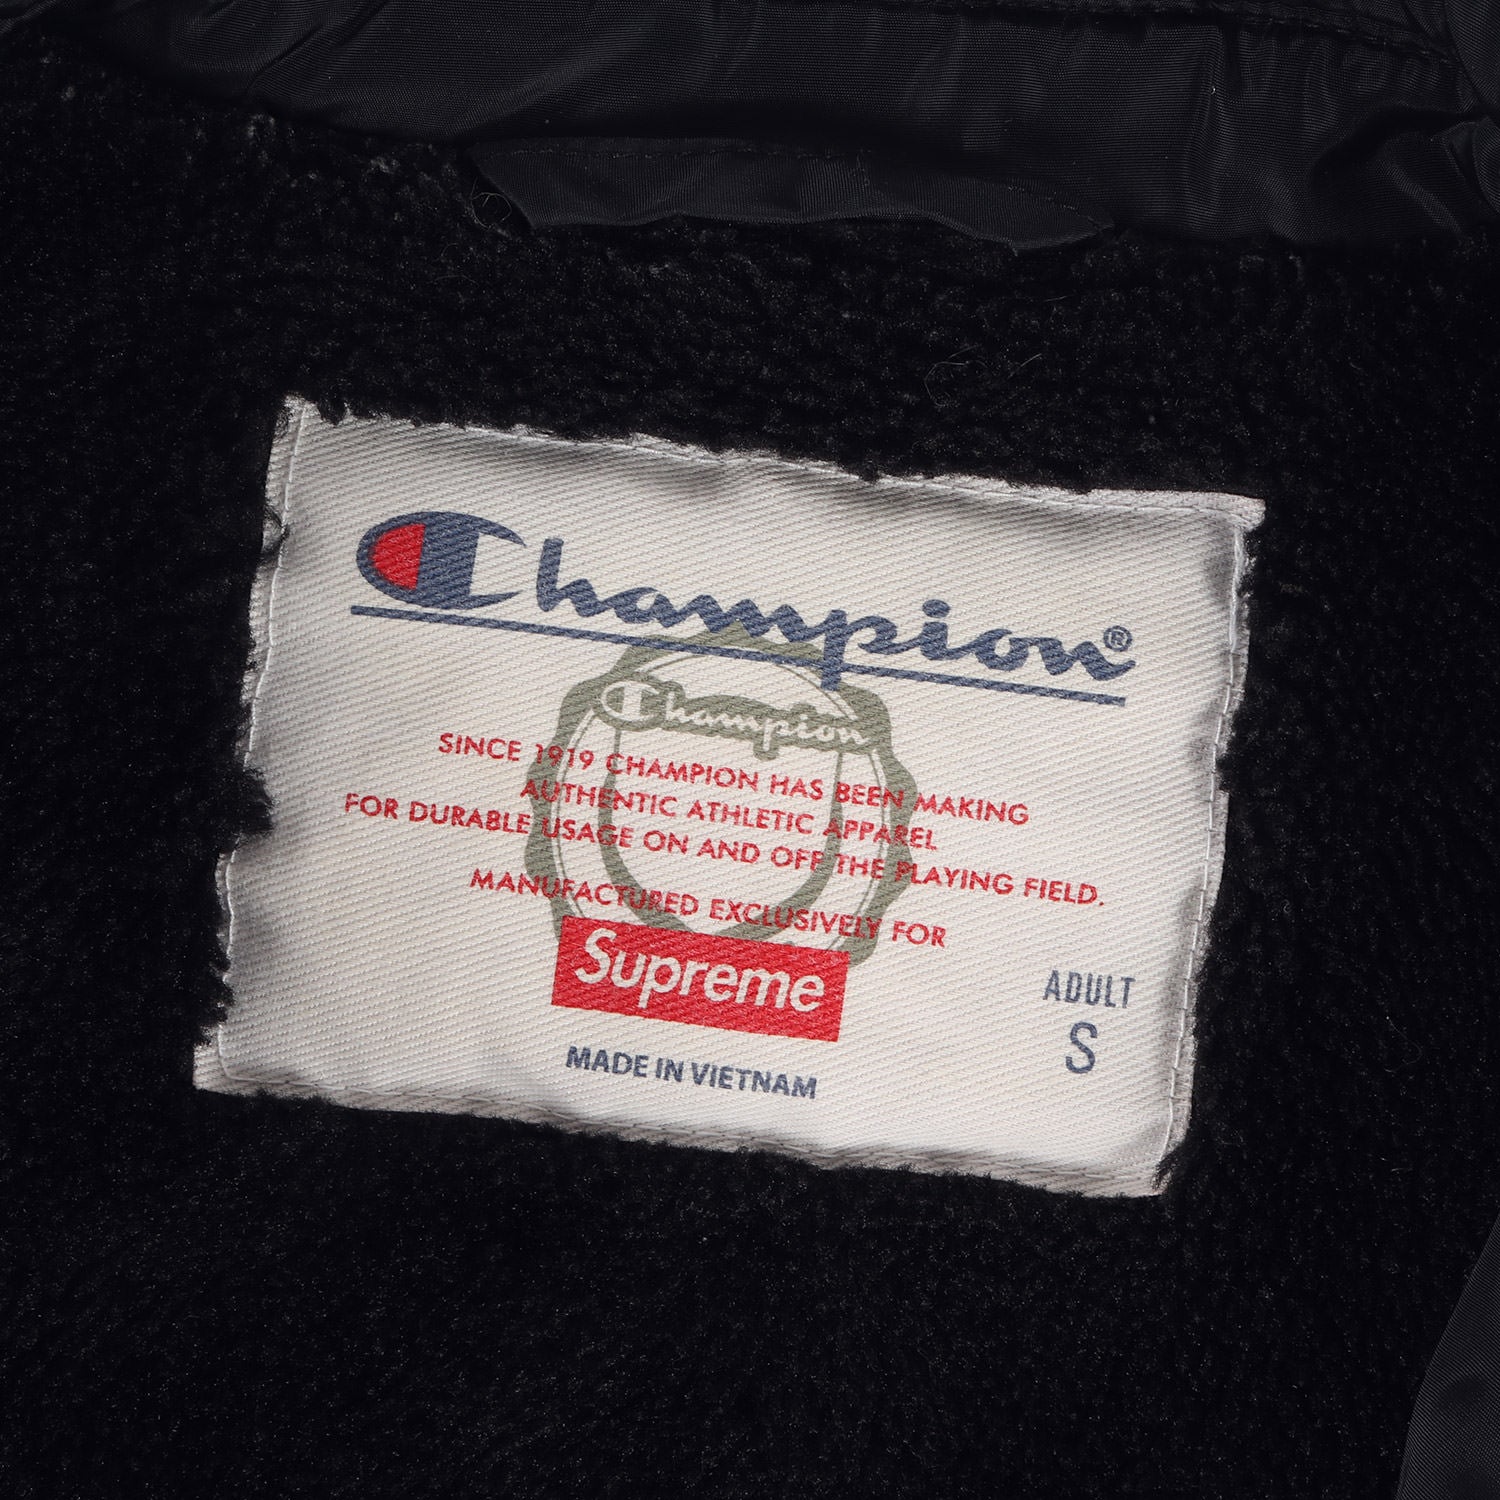 Champion®
Champion
SINCE 1919 CHAMPION HAS BEEN MAKING
AUTHENTIC ATHLETIC APPAREL
FOR DURABLE USAGE ON AND OFF THE PLAYING FIELD.
MANUFACTURED EXCLUSIVELY FOR
Supreme
ADULT
S
MADE IN VIETNAM